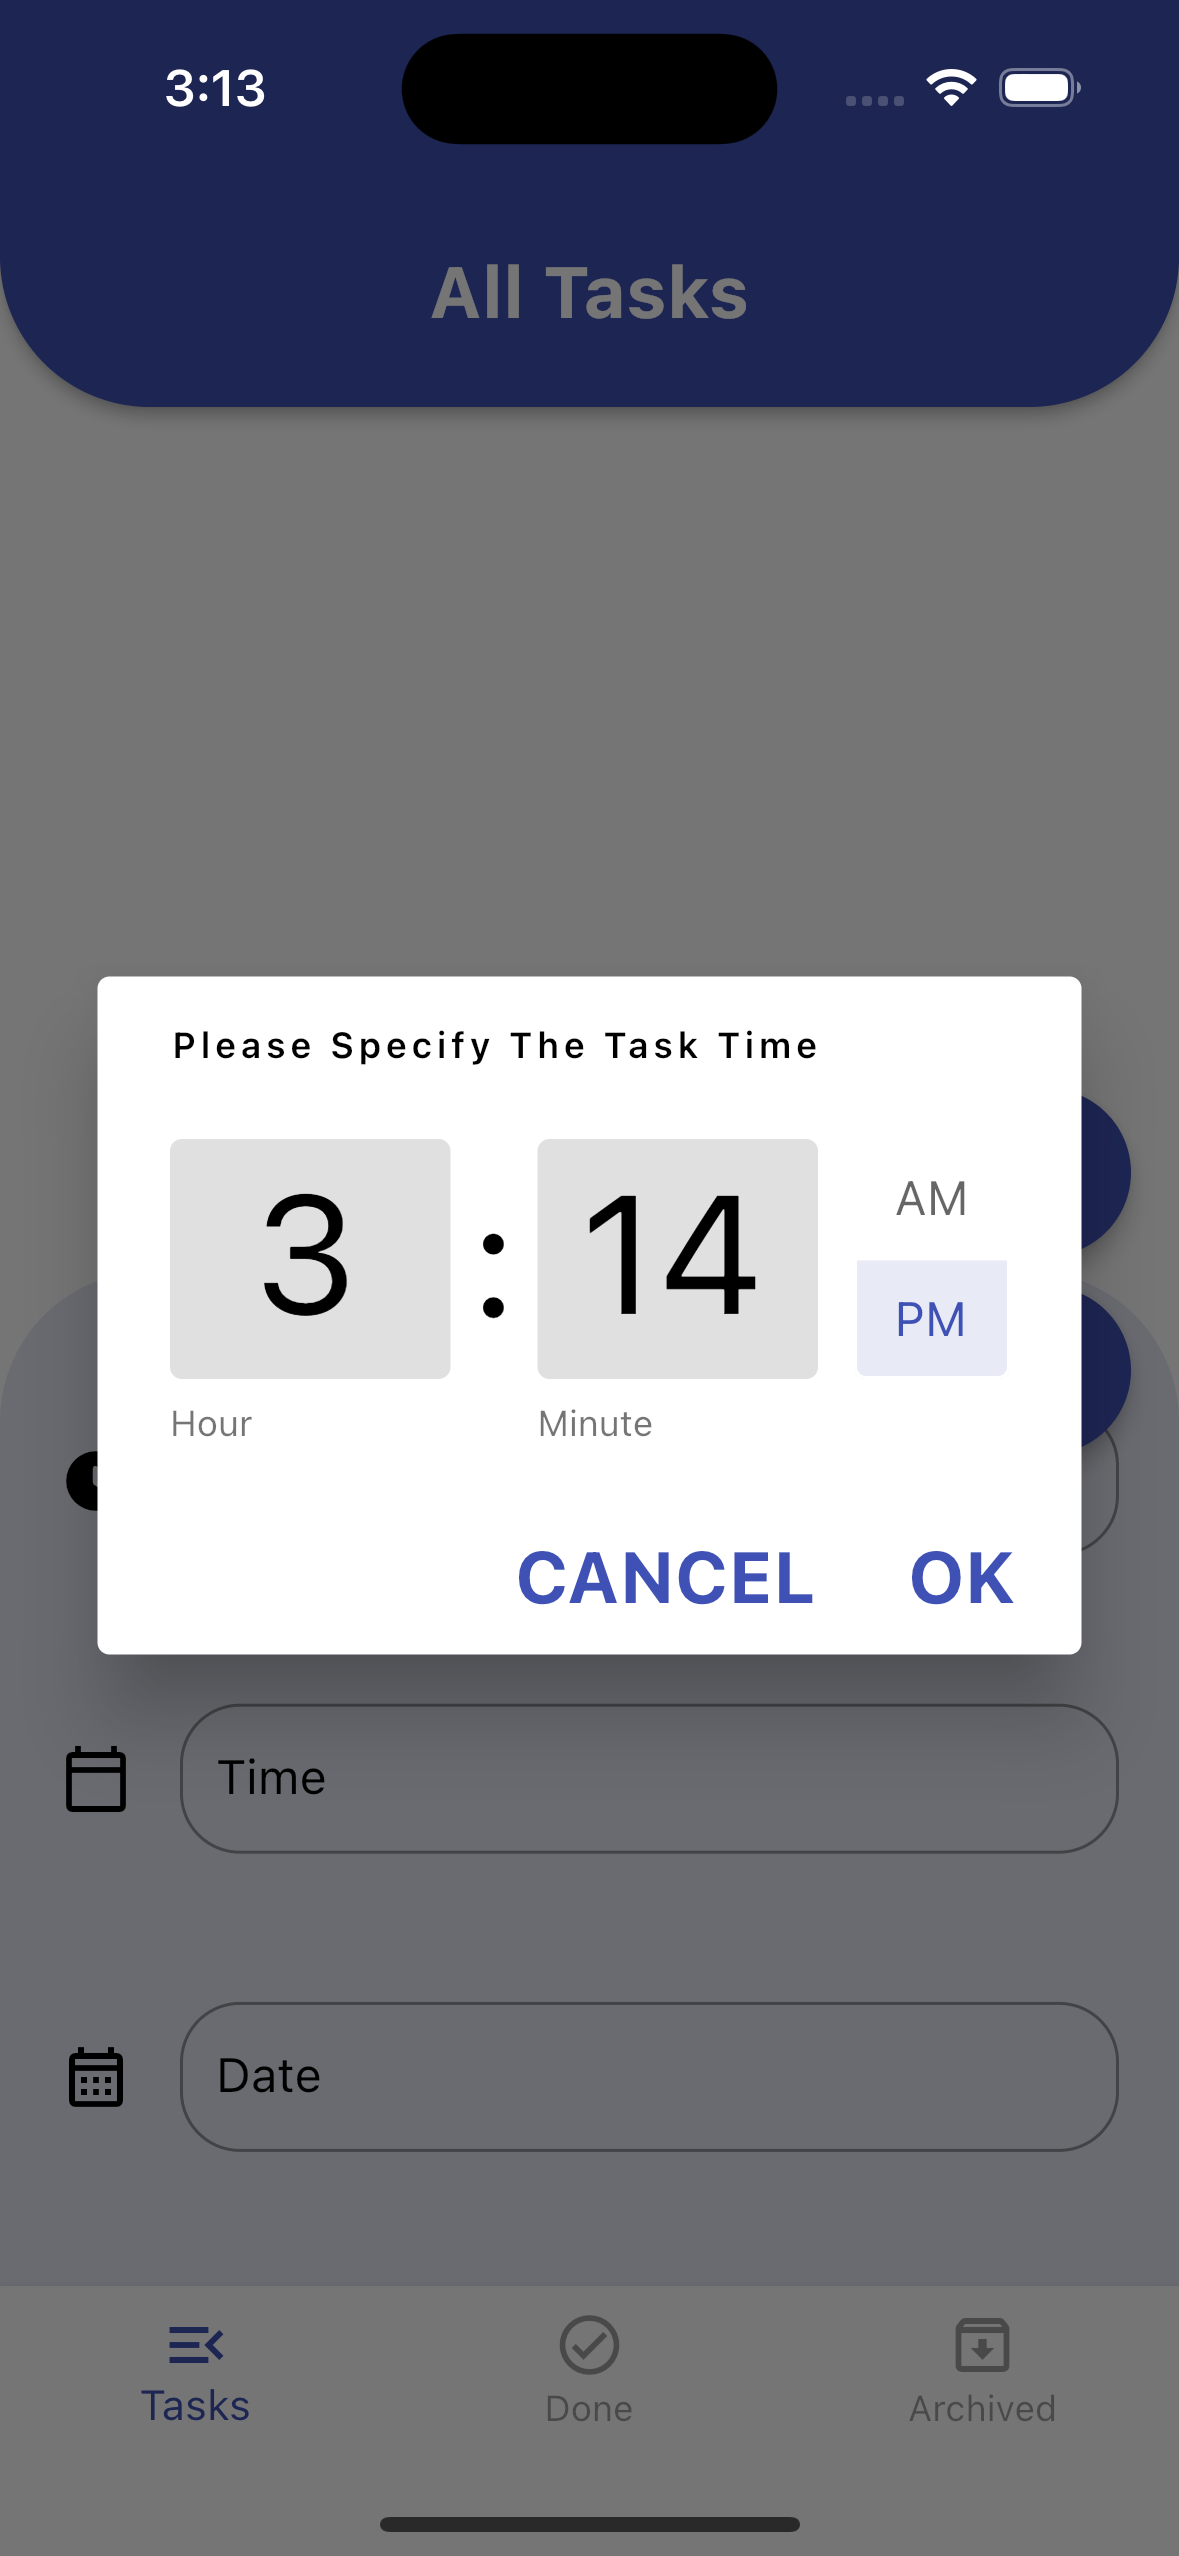 3:13
All Tasks
Please Specify The Task Time
3 : 14
AM
PM
Hour Minute
CANCEL OK
Time
Date
Tasks Done Archived